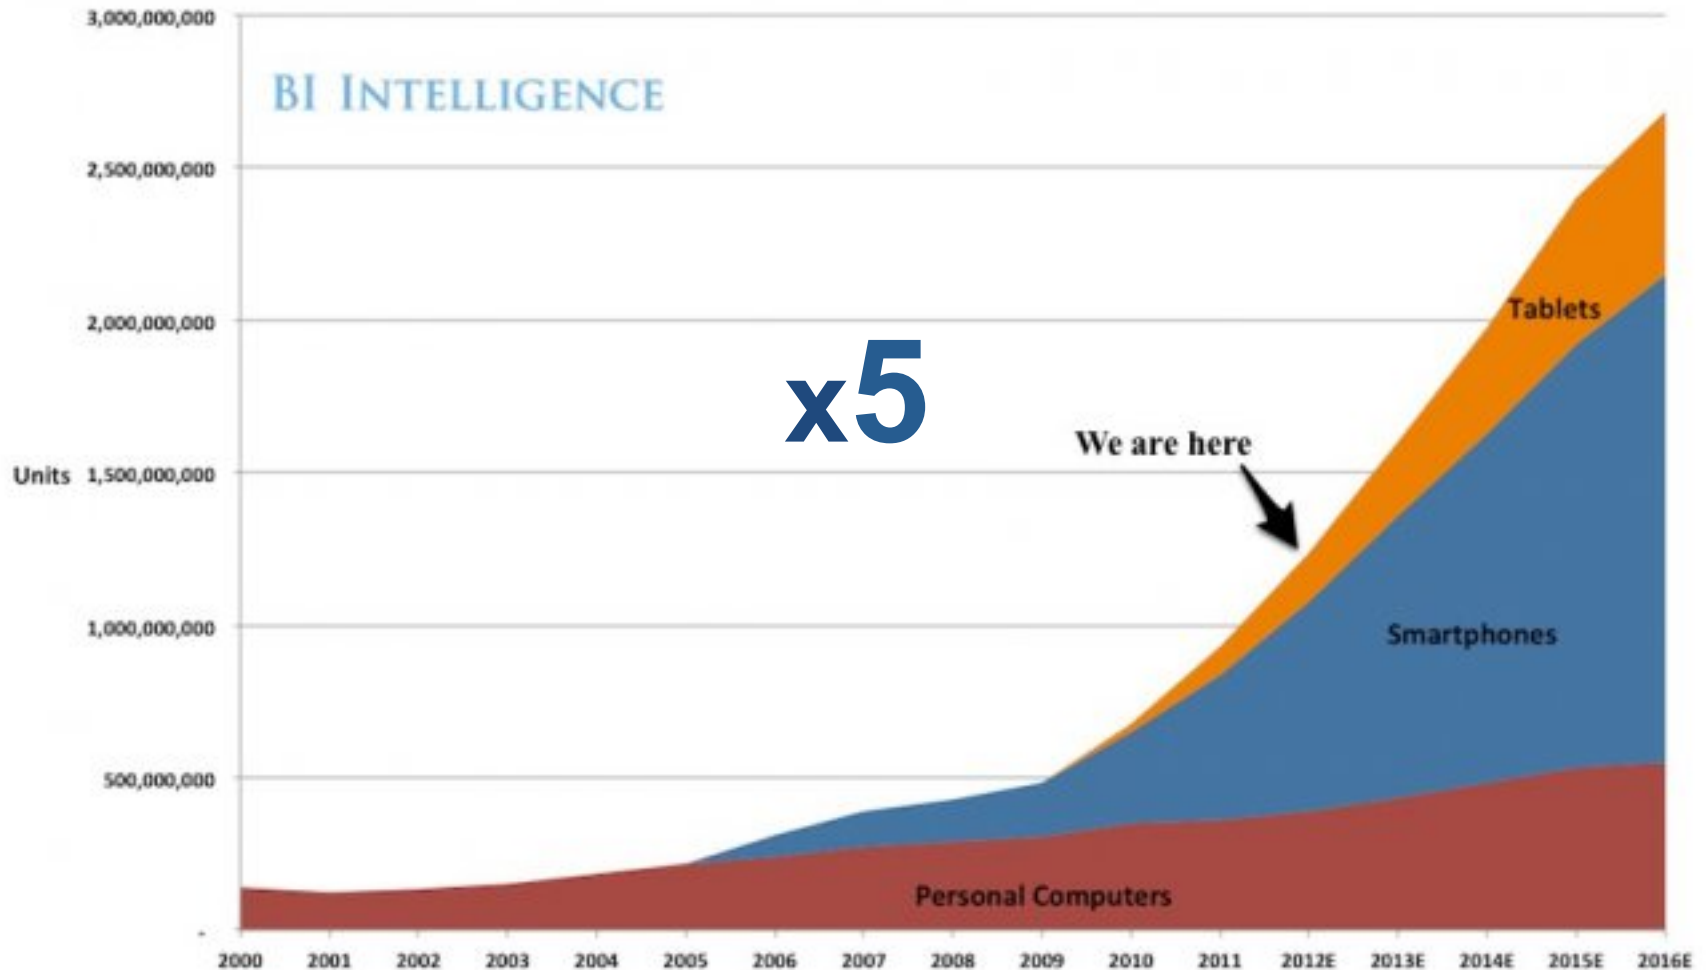 3,000,000,000
BI INTELLIGENCE
2,500,000,000
2,000,000,000
Tablets
x5
We are here
Units 1,500,000,000
1,000,000,000
Smartphones
500,000,000
Personal Computers
-
2000 2001 2002 2003 2004 2005 2006 2007 2008 2009 2010 2011 2012E 2013E 2014E 2015E 2016E